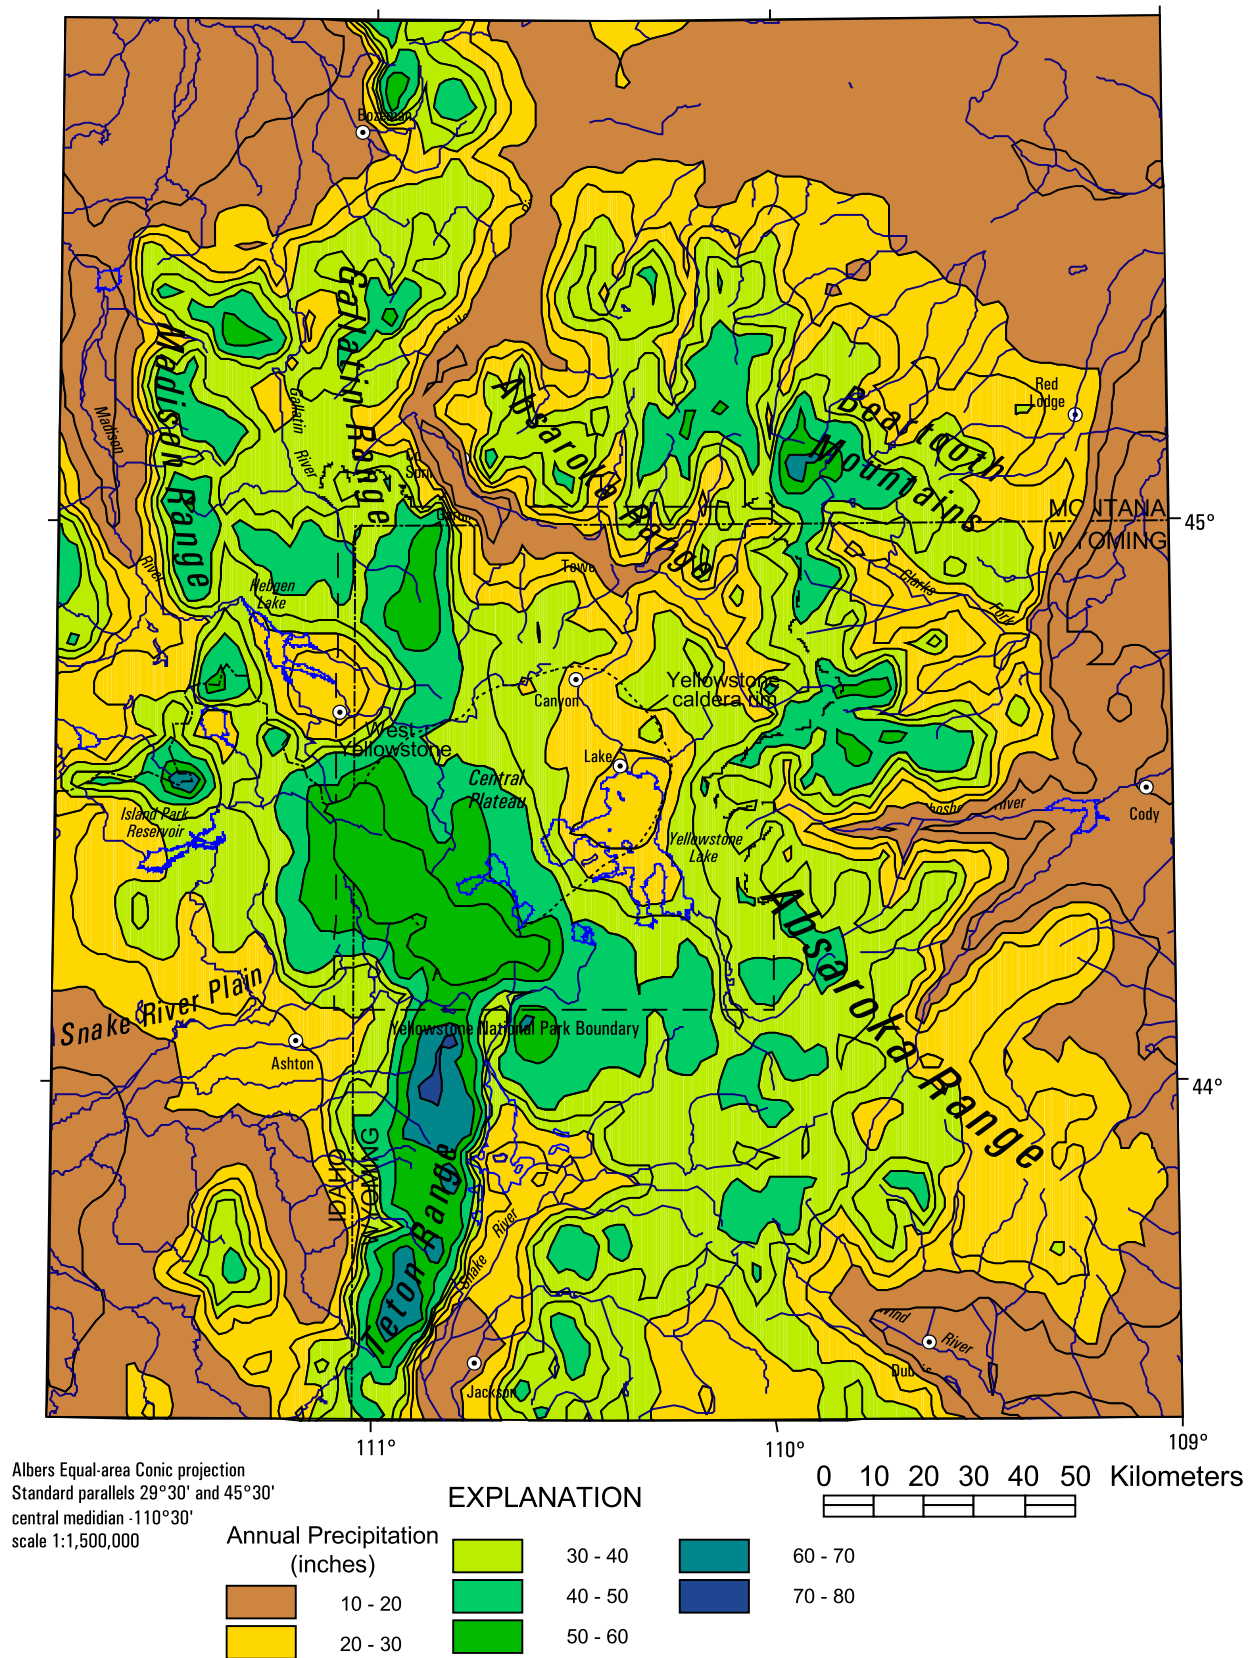 Bozeman
Gallatin Range
Madison Range
Madison
River
Gallatin
River
Absaroka
Range
Beartooth
Mountains
Red
Lodge
MONTANA
WYOMING
45°
Clarks
Fork
Hebgen
Lake
Yellowstone
caldera rim
Canyon
West
Yellowstone
Lake
Central
Plateau
Island Park
Reservoir
Yellowstone
Lake
River
Cody
Absaroka Range
Snake River Plain
Yellowstone National Park Boundary
Ashton
44°
IDAHO
WYOMING
Teton Range
Snake
River
Wind
River
Jackson
111°
110°
109°
Albers Equal-area Conic projection
Standard parallels 29°30' and 45°30'
central medidian -110°30'
scale 1:1,500,000
0 10 20 30 40 50 Kilometers
EXPLANATION
Annual Precipitation
(inches)
10 - 20
20 - 30
30 - 40
40 - 50
50 - 60
60 - 70
70 - 80